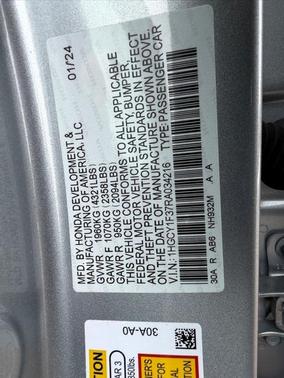 MFD. BY HONDA DEVELOPMENT &
MANUFACTURING OF AMERICA, LLC 01/24
GVWR 1960KG (4321LBS)
GAWR F 1070KG (2358LBS)
GAWR R 950KG (2094LBS)
THIS VEHICLE CONFORMS TO ALL APPLICABLE
FEDERAL MOTOR VEHICLE SAFETY, BUMPER,
AND THEFT PREVENTION STANDARDS IN EFFECT
ON THE DATE OF MANUFACTURE SHOWN ABOVE.
V.I.N.: 1HGCY1F37RA034216 TYPE: PASSENGER CAR
30A R AB6 NH932M A A
30A-A0